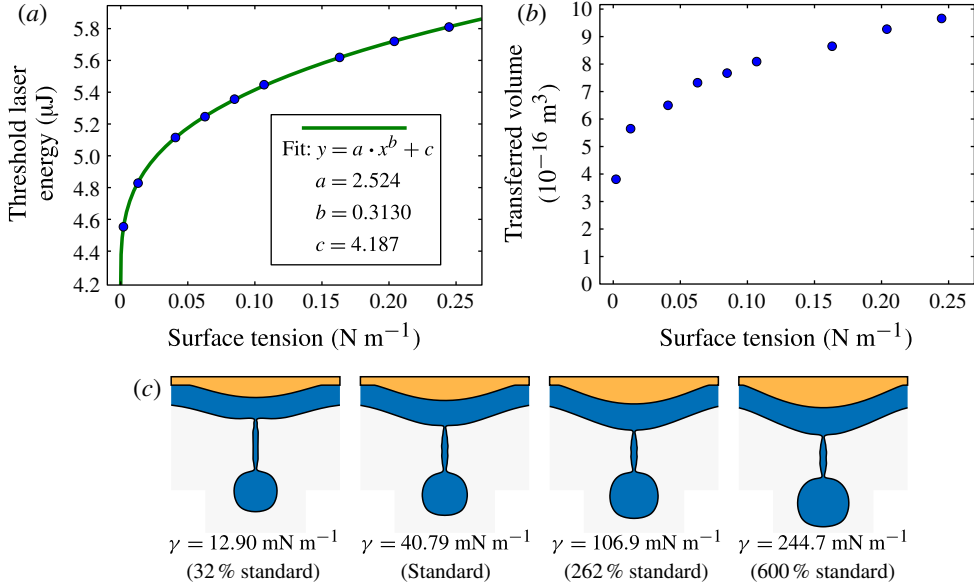 (a)
Threshold laser
energy (μJ)
5.8
5.6
5.4
5.2
5.0
4.8
4.6
4.4
4.2
Fit: y = a · x^b + c
a = 2.524
b = 0.3130
c = 4.187
0
0.05
0.10
0.15
0.20
0.25
Surface tension (N m⁻¹)
(b)
Transferred volume
(10⁻¹⁶ m³)
10
9
8
7
6
5
4
3
2
1
0
0
0.05
0.10
0.15
0.20
0.25
Surface tension (N m⁻¹)
(c)
γ = 12.90 mN m⁻¹
(32 % standard)
γ = 40.79 mN m⁻¹
(Standard)
γ = 106.9 mN m⁻¹
(262 % standard)
γ = 244.7 mN m⁻¹
(600 % standard)